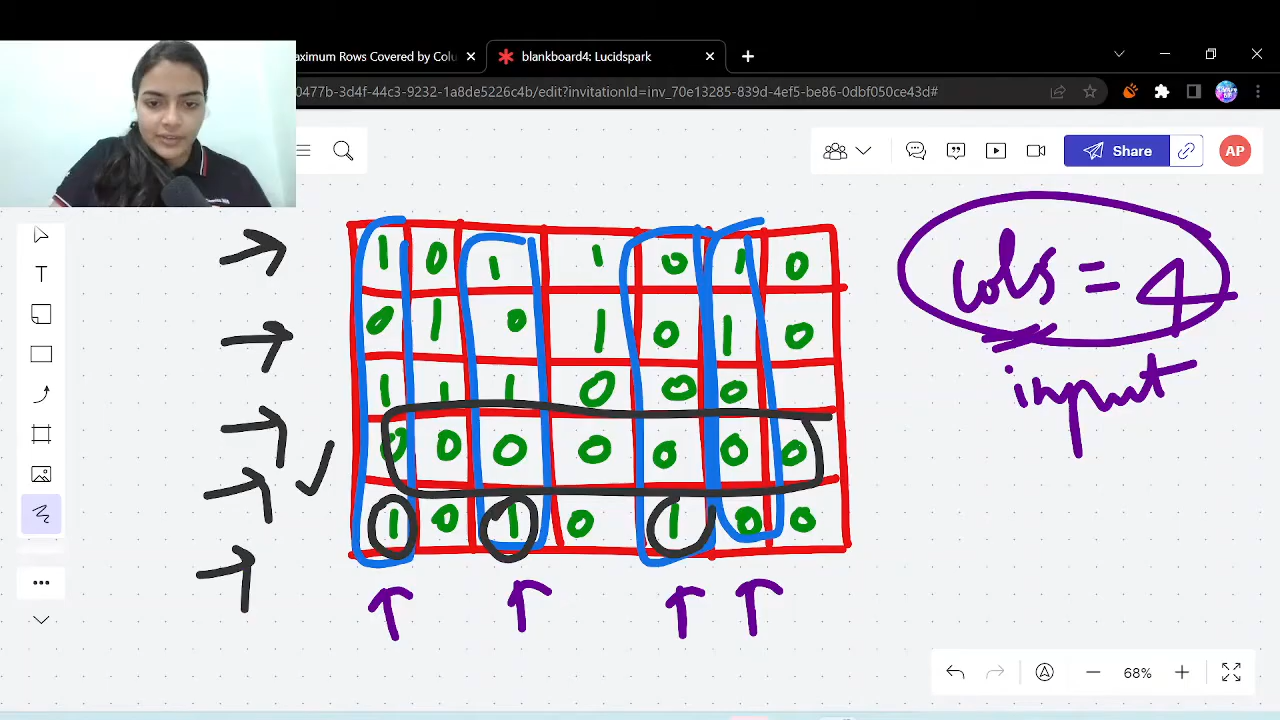 aximum Rows Covered by Colu
blankboard4: Lucidspark
0477b-3d4f-44c3-9232-1a8de5226c4b/edit?invitationId=inv_70e13285-839d-4ef5-be86-0dbf050ce43d#
Share
AP
T
1 0 1 1 0 1 0
0 1 0 1 0 1 0
1 1 1 0 0 0
0 0 0 0 0 0 0
1 0 1 0 1 0 0
cols = 4
input
68%